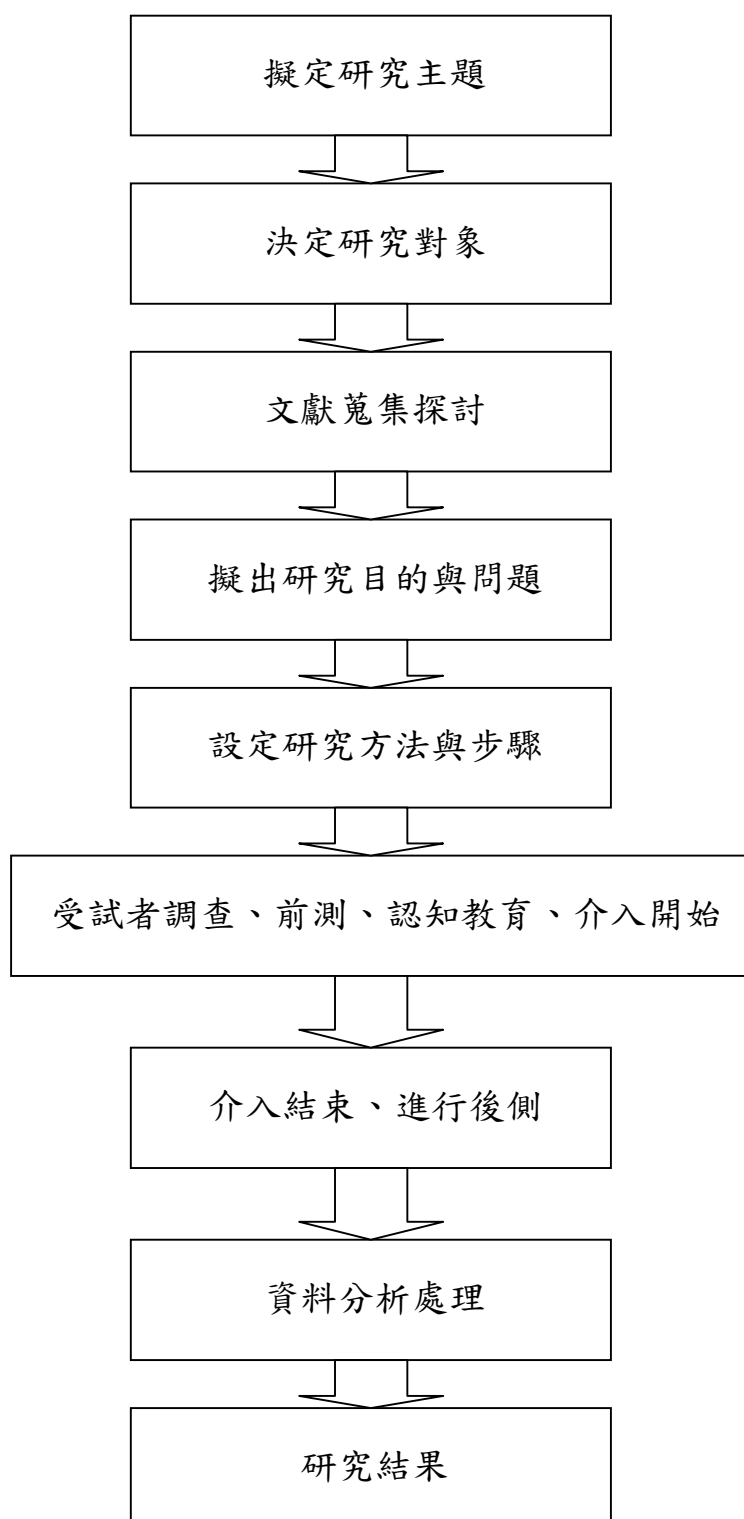 擬定研究主題
決定研究對象
文獻蒐集探討
擬出研究目的與問題
設定研究方法與步驟
受試者調查、前測、認知教育、介入開始
介入結束、進行後側
資料分析處理
研究結果